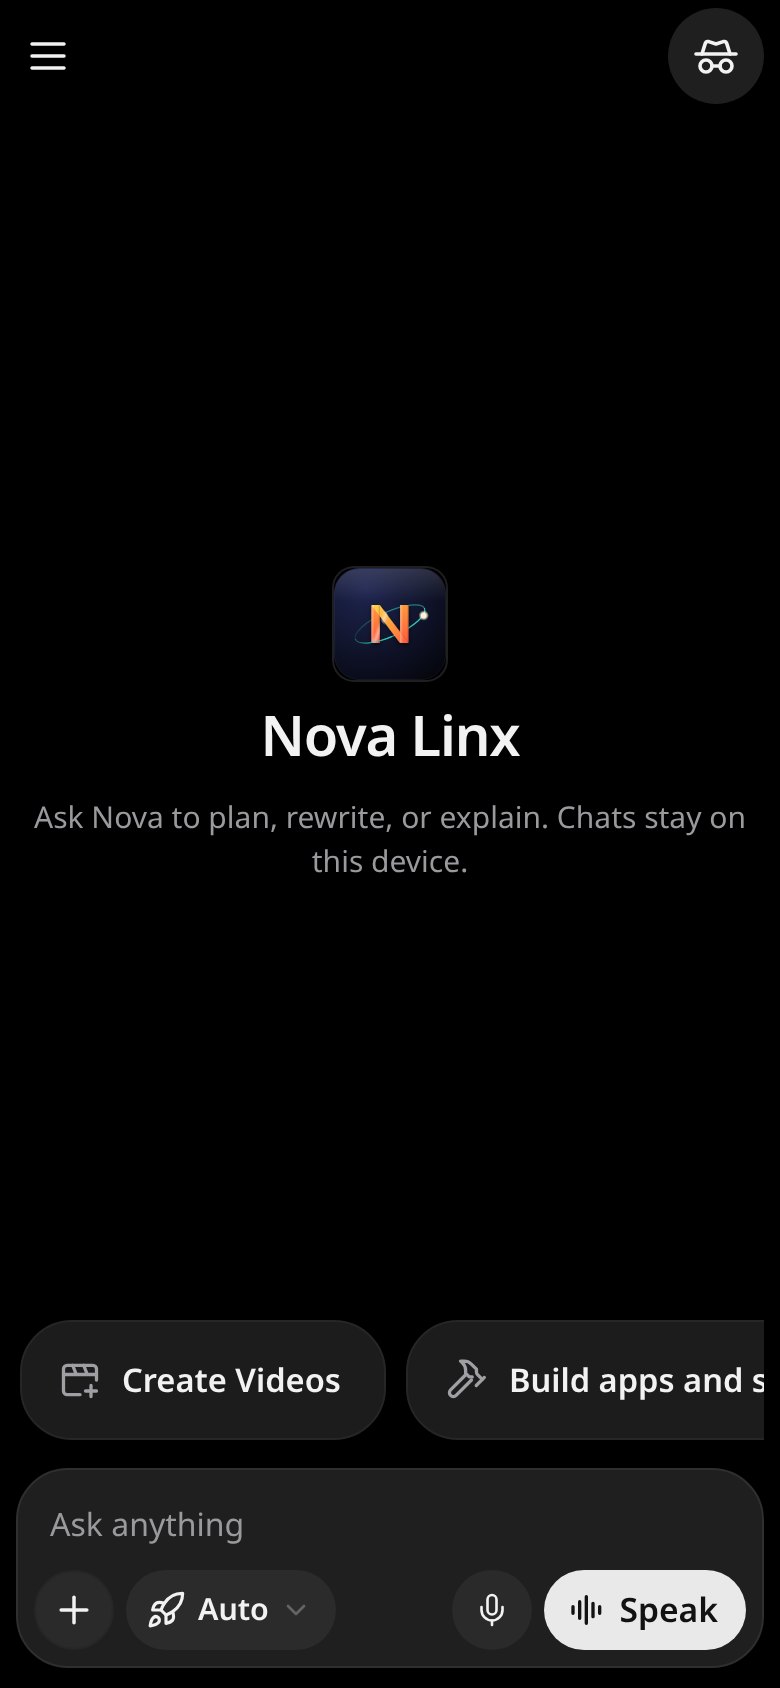 N
Nova Linx
Ask Nova to plan, rewrite, or explain. Chats stay on
this device.
Create Videos
Build apps and s
Ask anything
Auto
Speak